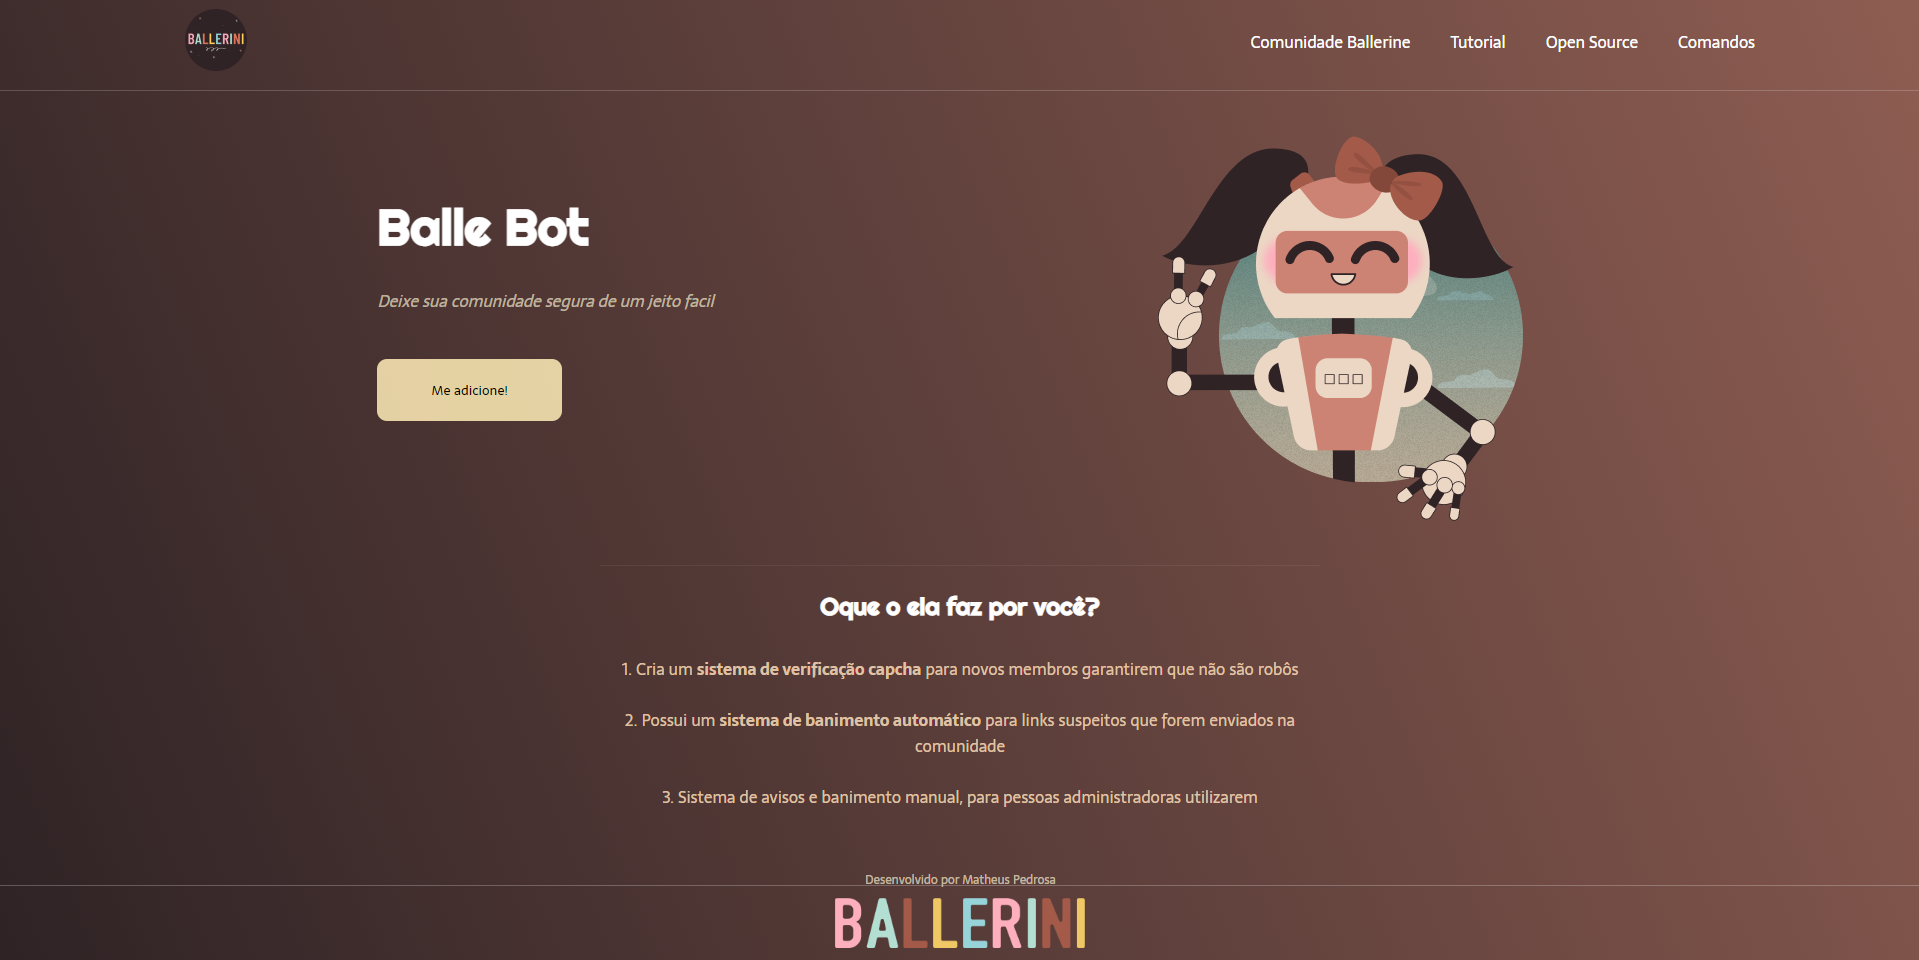 BALLERINI
Comunidade Ballerine
Tutorial
Open Source
Comandos
Balle Bot
Deixe sua comunidade segura de um jeito facil
Me adicione!
Oque o ela faz por você?
1. Cria um sistema de verificação capcha para novos membros garantirem que não são robôs
2. Possui um sistema de banimento automático para links suspeitos que forem enviados na
comunidade
3. Sistema de avisos e banimento manual, para pessoas administradoras utilizarem
Desenvolvido por Matheus Pedrosa
BALLERINI